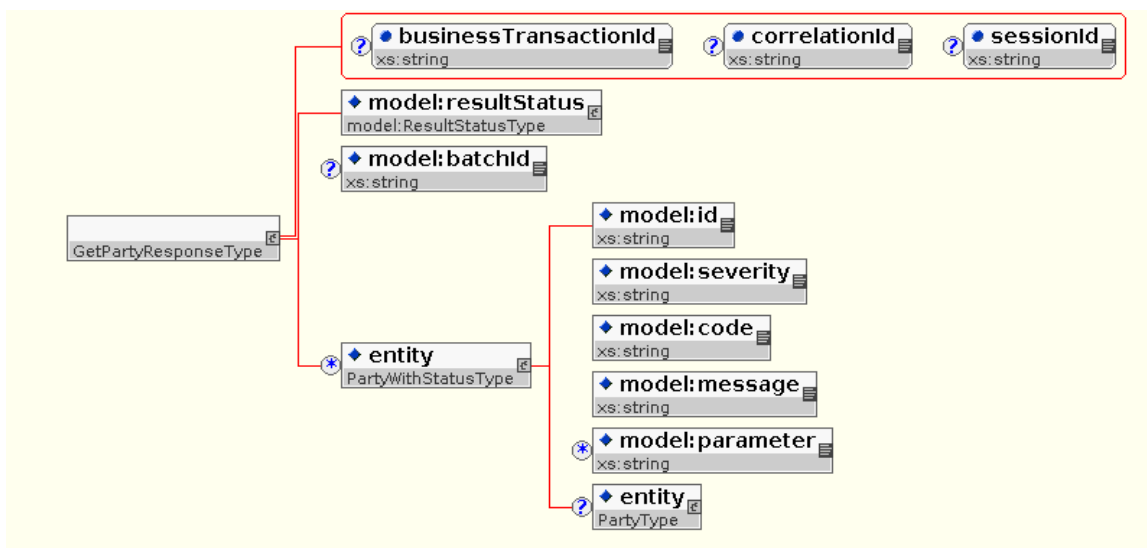 businessTransactionId
xs:string
correlationId
xs:string
sessionId
xs:string
model:resultStatus
model:ResultStatusType
model:batchId
xs:string
GetPartyResponseType
entity
PartyWithStatusType
model:id
xs:string
model:severity
xs:string
model:code
xs:string
model:message
xs:string
model:parameter
xs:string
entity
PartyType